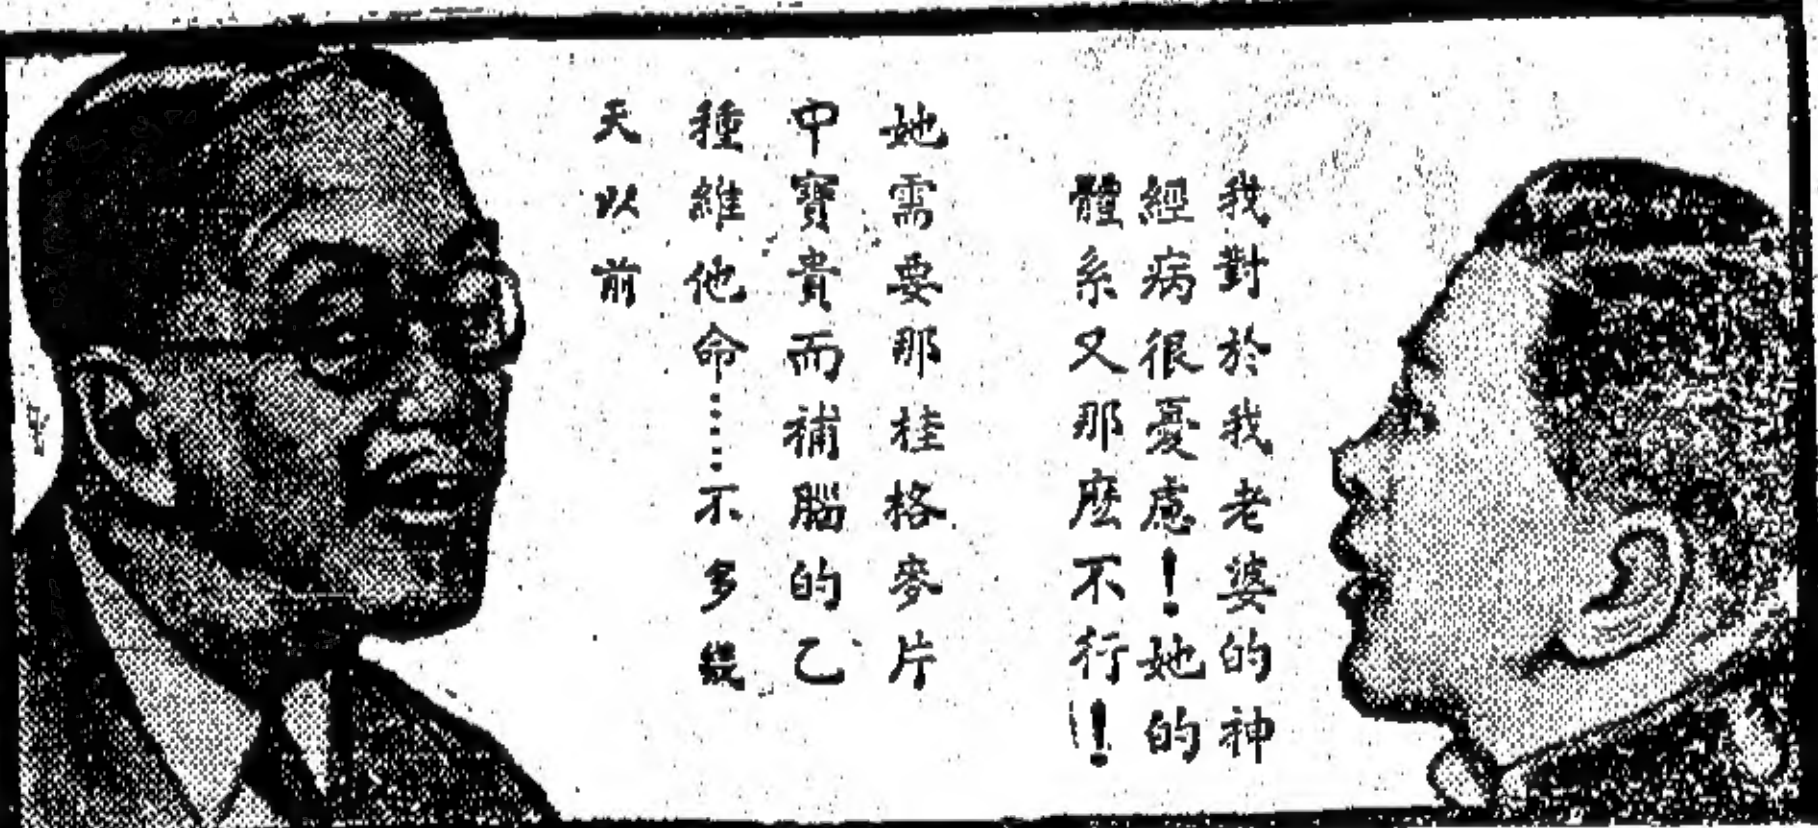 我對於我老婆的神
經病很憂慮！她的
體系又那麽不行！
她需要那桂格麥片
中寶貴而補腦的乙
種維他命……不多幾
天以前